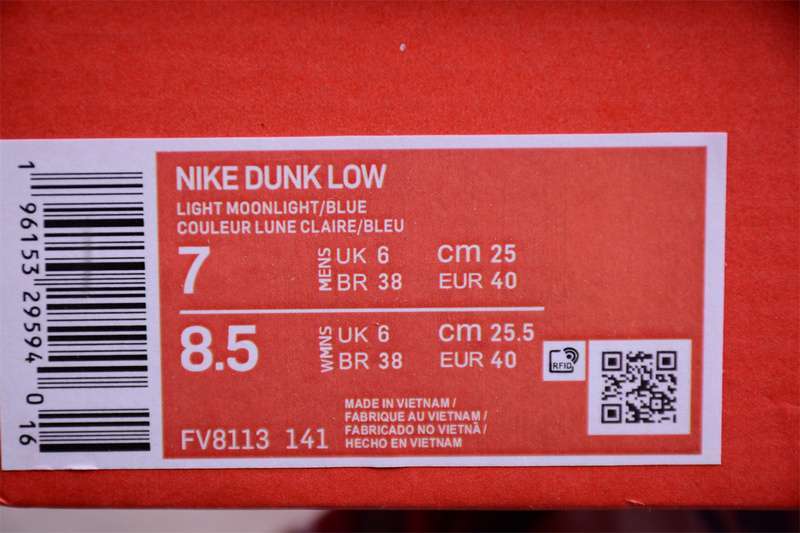 NIKE DUNK LOW
LIGHT MOONLIGHT/BLUE
COULEUR LUNE CLAIRE/BLEU
7 MENS UK 6 cm 25
BR 38 EUR 40
8.5 WMNS UK 6 cm 25.5
BR 38 EUR 40
RFID
MADE IN VIETNAM /
FABRIQUE AU VIETNAM /
FABRICADO NO VIETNÃ /
HECHO EN VIETNAM
FV8113 141
1 96153 29594 016